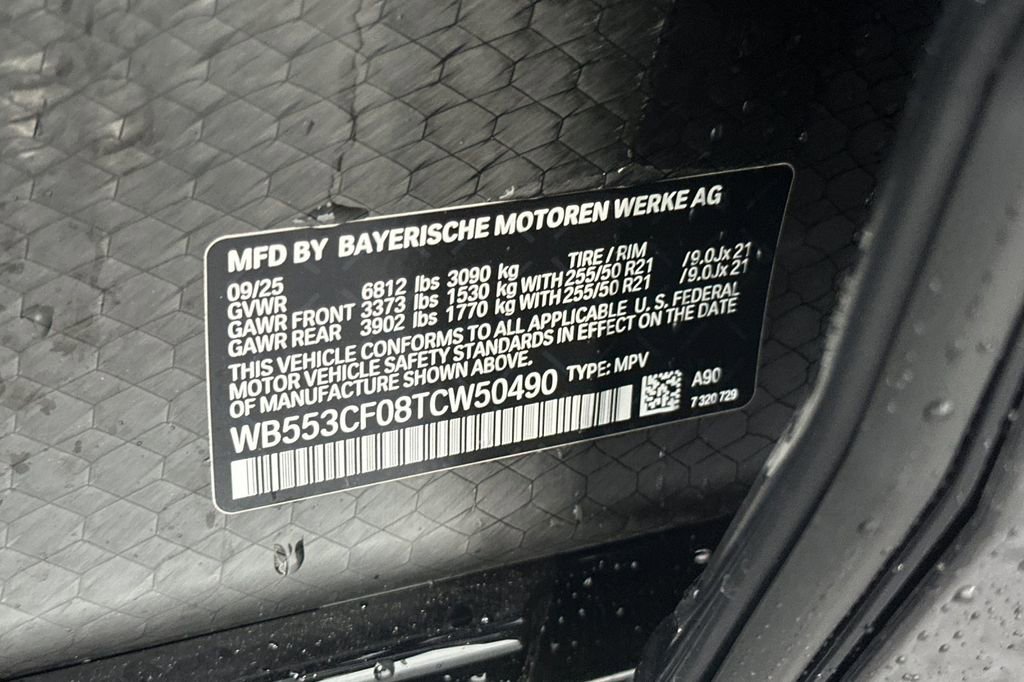 MFD BY BAYERISCHE MOTOREN WERKE AG
09/25 TIRE / RIM
GVWR 6812 lbs 3090 kg
GAWR FRONT 3373 lbs 1530 kg WITH 255/50 R21 /9.0Jx21
GAWR REAR 3902 lbs 1770 kg WITH 255/50 R21 /9.0Jx21
THIS VEHICLE CONFORMS TO ALL APPLICABLE U.S. FEDERAL
MOTOR VEHICLE SAFETY STANDARDS IN EFFECT ON THE DATE
OF MANUFACTURE SHOWN ABOVE.
WB553CF08TCW50490 TYPE: MPV
A90
7 320 729